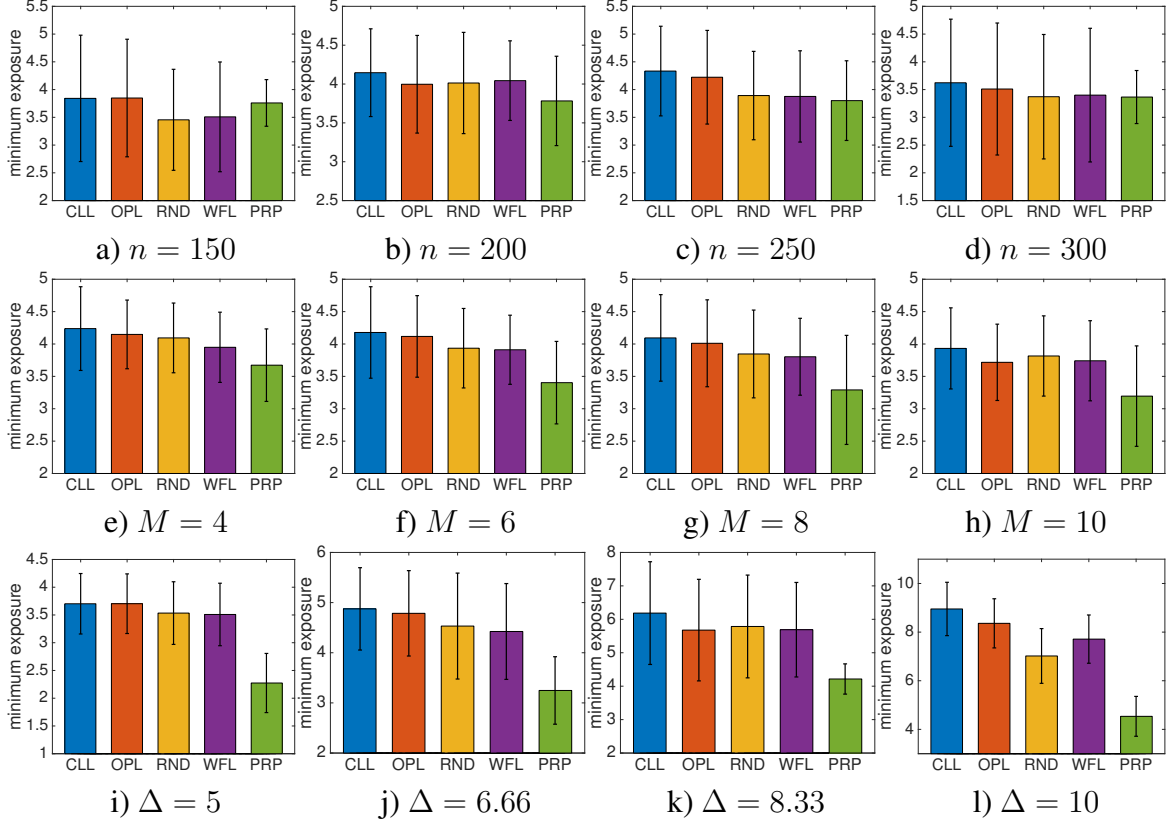 minimum exposure
5.5
5
4.5
4
3.5
3
2.5
2
CLL OPL RND WFL PRP
a) n = 150
minimum exposure
5
4.5
4
3.5
3
2.5
CLL OPL RND WFL PRP
b) n = 200
minimum exposure
5.5
5
4.5
4
3.5
3
2.5
2
CLL OPL RND WFL PRP
c) n = 250
minimum exposure
5
4.5
4
3.5
3
2.5
2
1.5
CLL OPL RND WFL PRP
d) n = 300
minimum exposure
5
4.5
4
3.5
3
2.5
2
CLL OPL RND WFL PRP
e) M = 4
minimum exposure
5
4.5
4
3.5
3
2.5
2
CLL OPL RND WFL PRP
f) M = 6
minimum exposure
5
4.5
4
3.5
3
2.5
2
CLL OPL RND WFL PRP
g) M = 8
minimum exposure
5
4.5
4
3.5
3
2.5
2
CLL OPL RND WFL PRP
h) M = 10
minimum exposure
4.5
4
3.5
3
2.5
2
1.5
1
CLL OPL RND WFL PRP
i) Δ = 5
minimum exposure
6
5
4
3
2
CLL OPL RND WFL PRP
j) Δ = 6.66
minimum exposure
8
7
6
5
4
3
2
CLL OPL RND WFL PRP
k) Δ = 8.33
minimum exposure
10
8
6
4
CLL OPL RND WFL PRP
l) Δ = 10